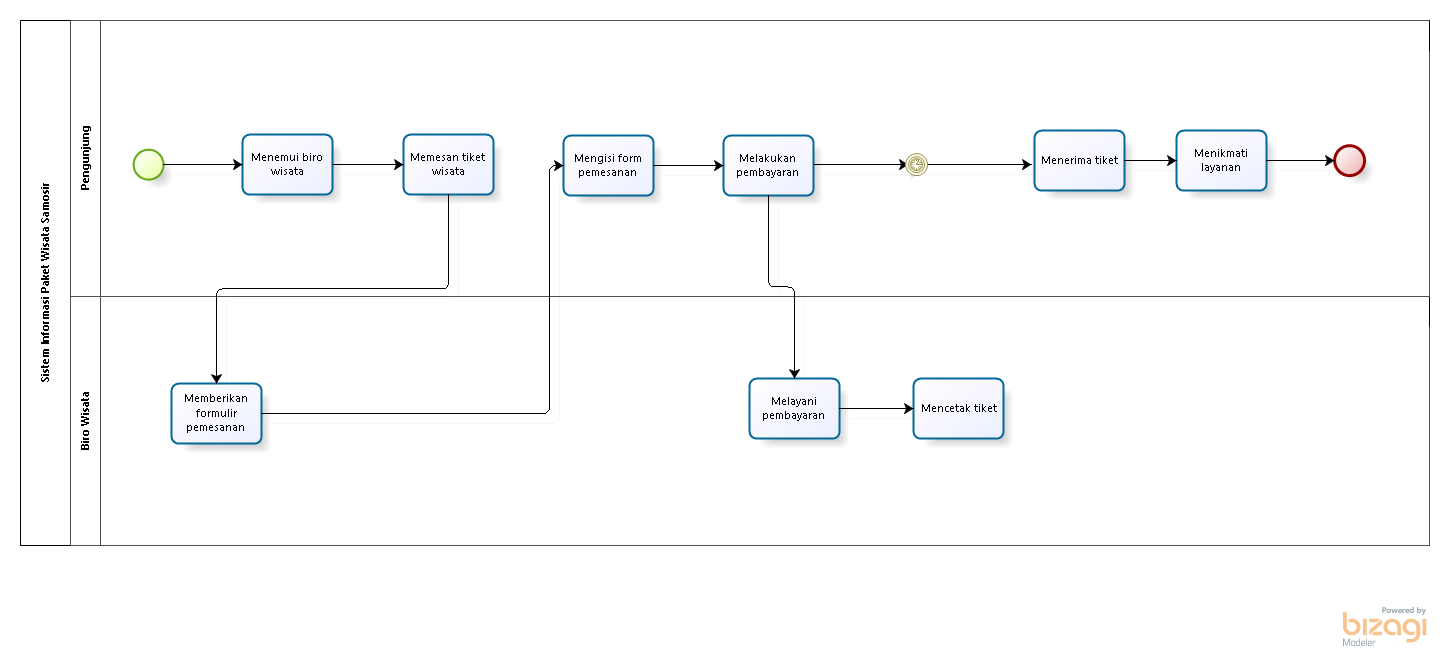 Sistem Informasi Paket Wisata Samosir
Pengunjung
Menemui biro
wisata
Memesan tiket
wisata
Mengisi form
pemesanan
Melakukan
pembayaran
Menerima tiket
Menikmati
layanan
Biro Wisata
Memberikan
formulir
pemesanan
Melayani
pembayaran
Mencetak tiket
Powered by
bizagi
Modeler